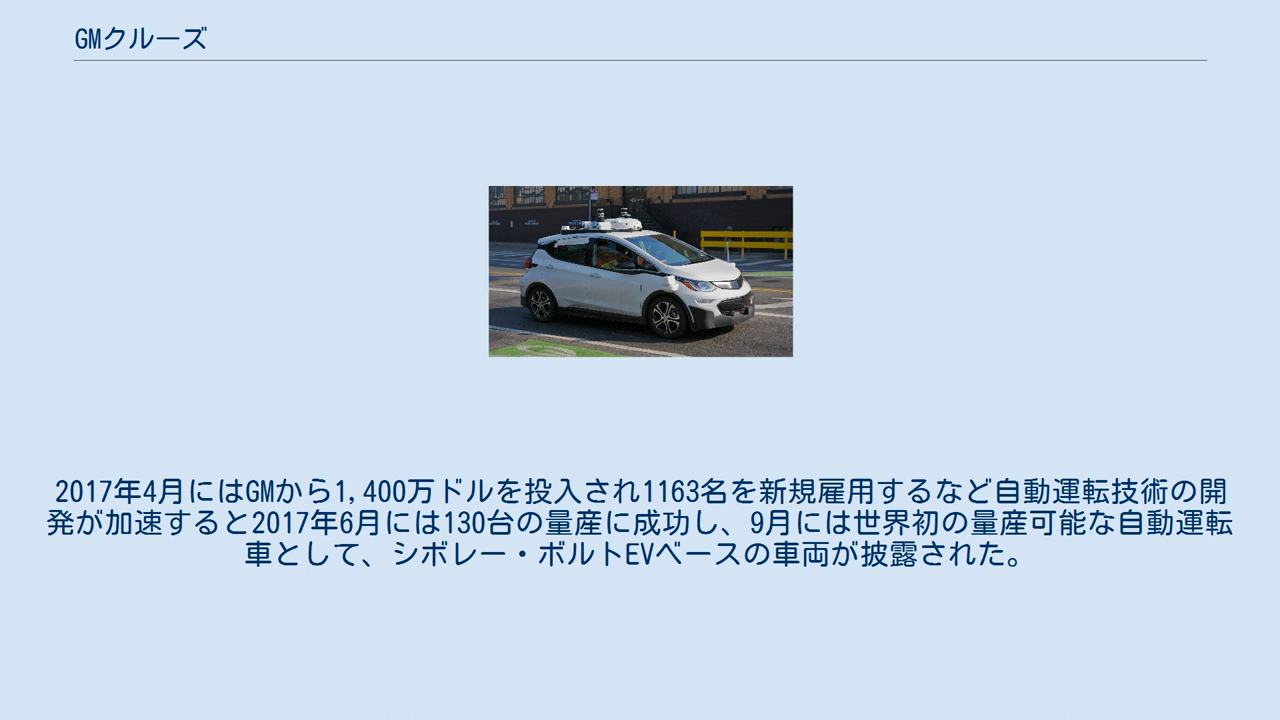 GMクルーズ
2017年4月にはGMから1,400万ドルを投入され1163名を新規雇用するなど自動運転技術の開
発が加速すると2017年6月には130台の量産に成功し、9月には世界初の量産可能な自動運転
車として、シボレー・ボルトEVベースの車両が披露された。